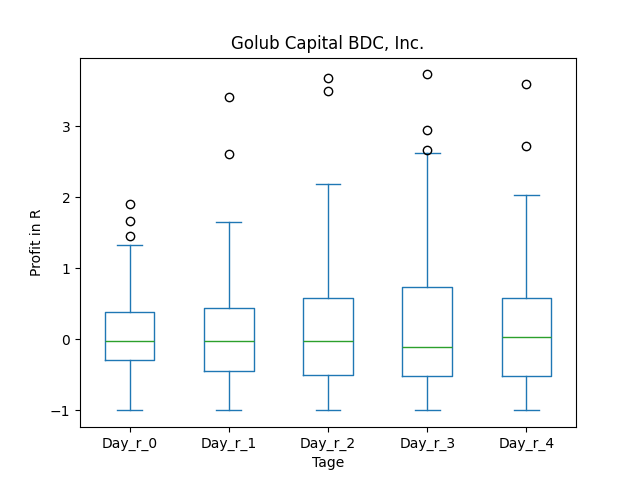 Golub Capital BDC, Inc.
Profit in R
3
2
1
0
−1
Day_r_0 Day_r_1 Day_r_2 Day_r_3 Day_r_4
Tage